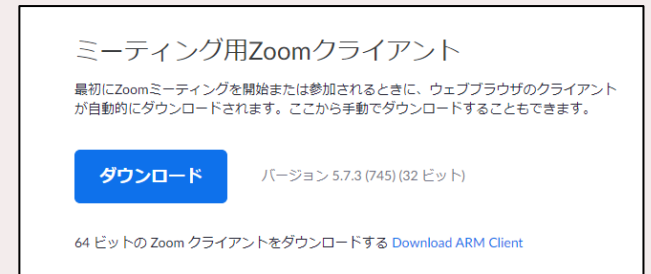 ミーティング用Zoomクライアント
最初にZoomミーティングを開始または参加されるときに、ウェブブラウザのクライアント
が自動的にダウンロードされます。ここから手動でダウンロードすることもできます。
ダウンロード バージョン 5.7.3 (745) (32 ビット)
64 ビットの Zoom クライアントをダウンロードする Download ARM Client